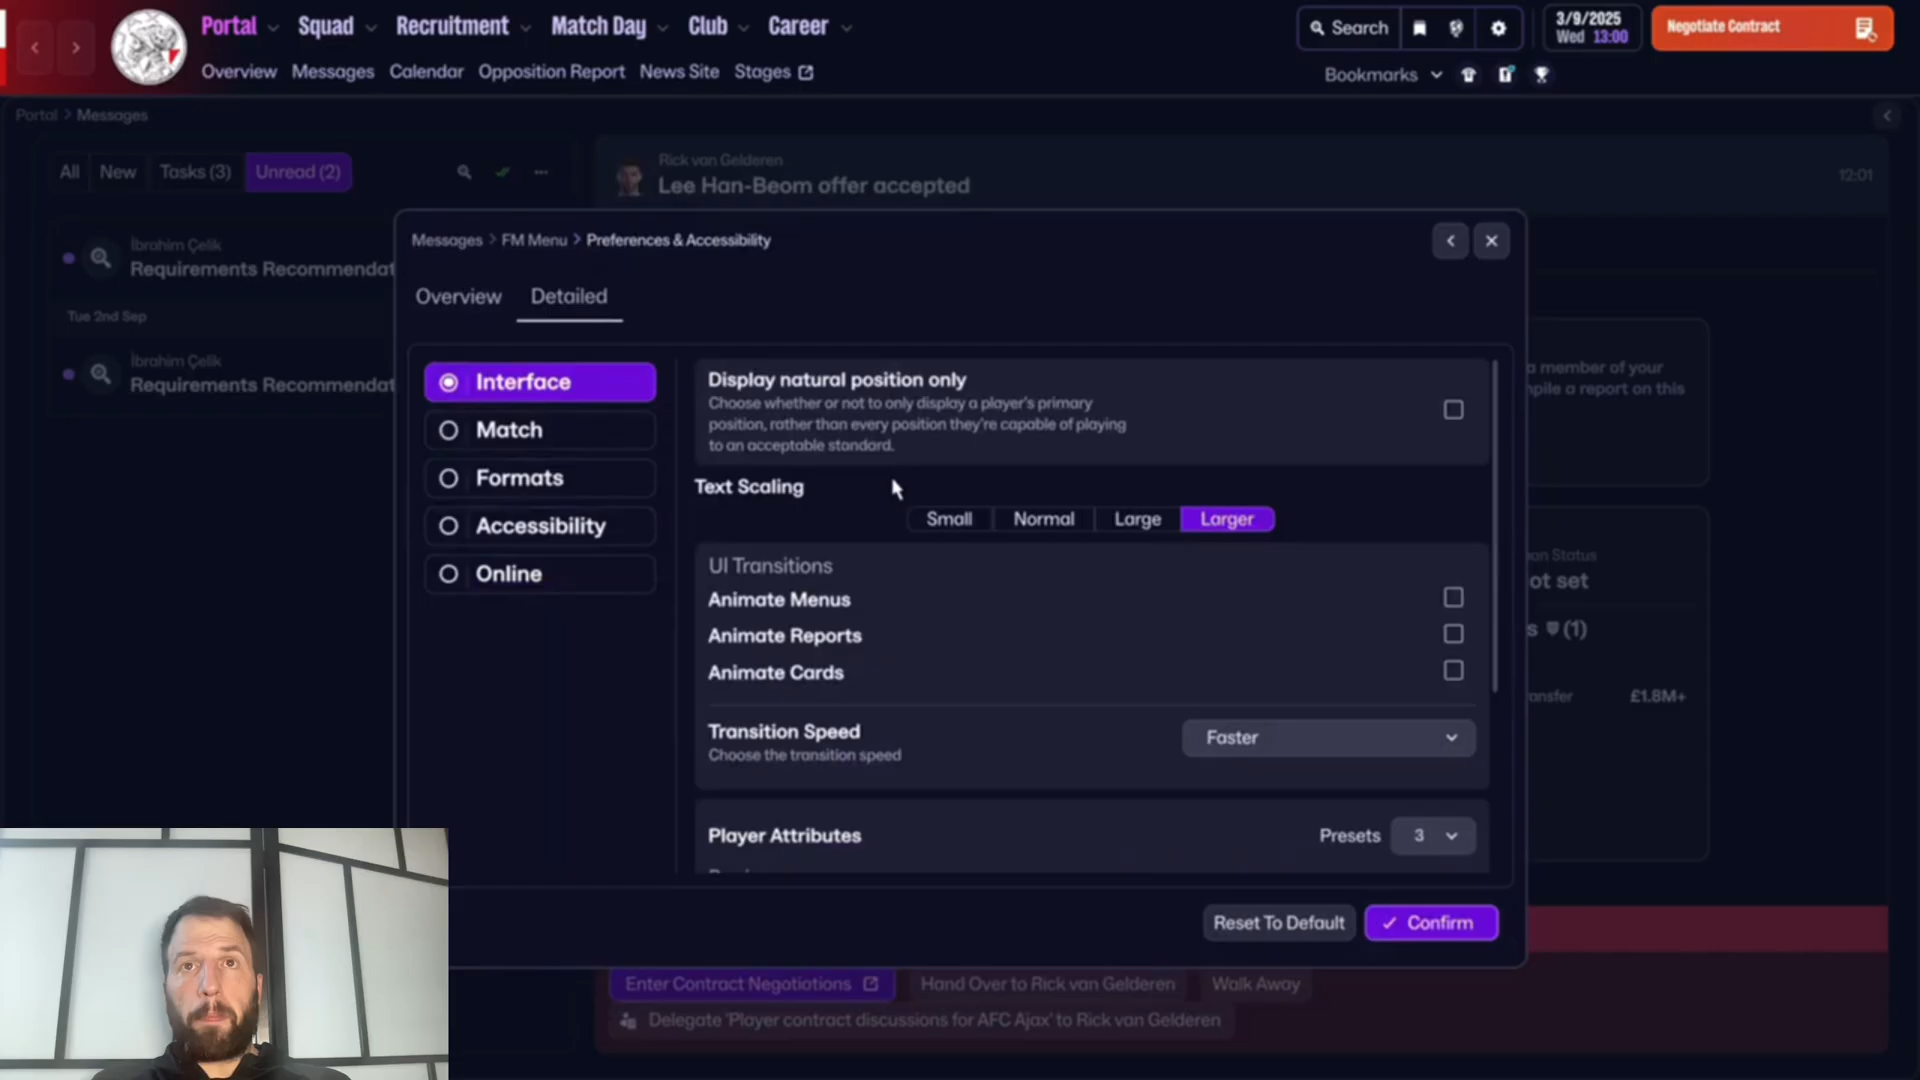 Portal
Squad
Recruitment
Match Day
Club
Career
Search
3/9/2025
Wed 13:00
Negotiate Contract
Overview
Messages
Calendar
Opposition Report
News Site
Stages
Bookmarks
Portal > Messages
All
New
Tasks (3)
Unread (2)
Rick van Gelderen
Lee Han-Beom offer accepted
12:01
İbrahim Çelik
Requirements Recommendat
Tue 2nd Sep
İbrahim Çelik
Requirements Recommendat
Messages > FM Menu > Preferences & Accessibility
Overview
Detailed
Interface
Match
Formats
Accessibility
Online
Display natural position only
Choose whether or not to only display a player's primary
position, rather than every position they're capable of playing
to an acceptable standard.
Text Scaling
Small
Normal
Large
Larger
UI Transitions
Animate Menus
Animate Reports
Animate Cards
Transition Speed
Choose the transition speed
Faster
Player Attributes
Presets
3
Reset To Default
Confirm
a member of your
pile a report on this
on Status
ot set
s (1)
ansfer
£1.8M+
Enter Contract Negotiations
Hand Over to Rick van Gelderen
Walk Away
Delegate 'Player contract discussions for AFC Ajax' to Rick van Gelderen